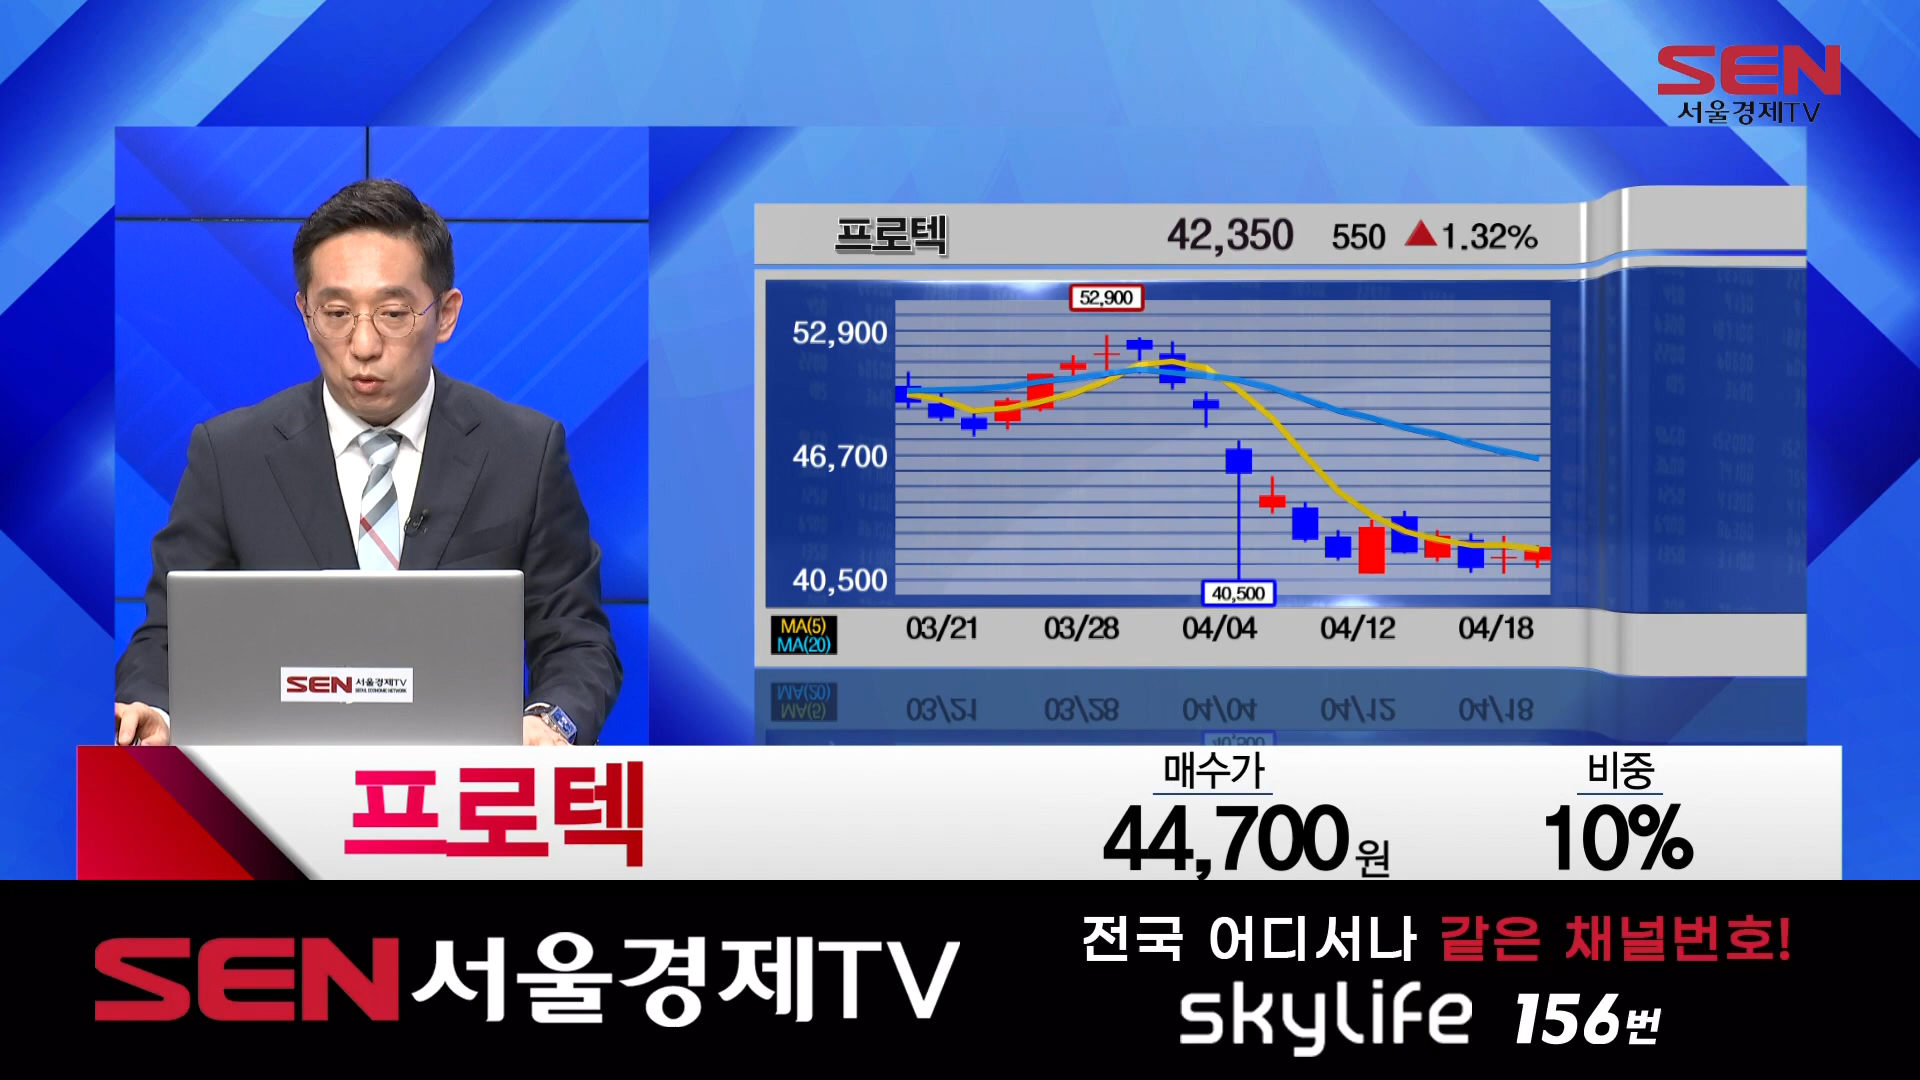 SEN
서울경제TV
프로텍 42,350 550 ▲1.32%
52,900
52,900
46,700
40,500
40,500
MA(5)
MA(20)
03/21 03/28 04/04 04/12 04/18
SEN 서울경제TV
SEOUL ECONOMIC NETWORK
프로텍
매수가
44,700원
비중
10%
SEN서울경제TV
전국 어디서나 같은 채널번호!
skylife 156번